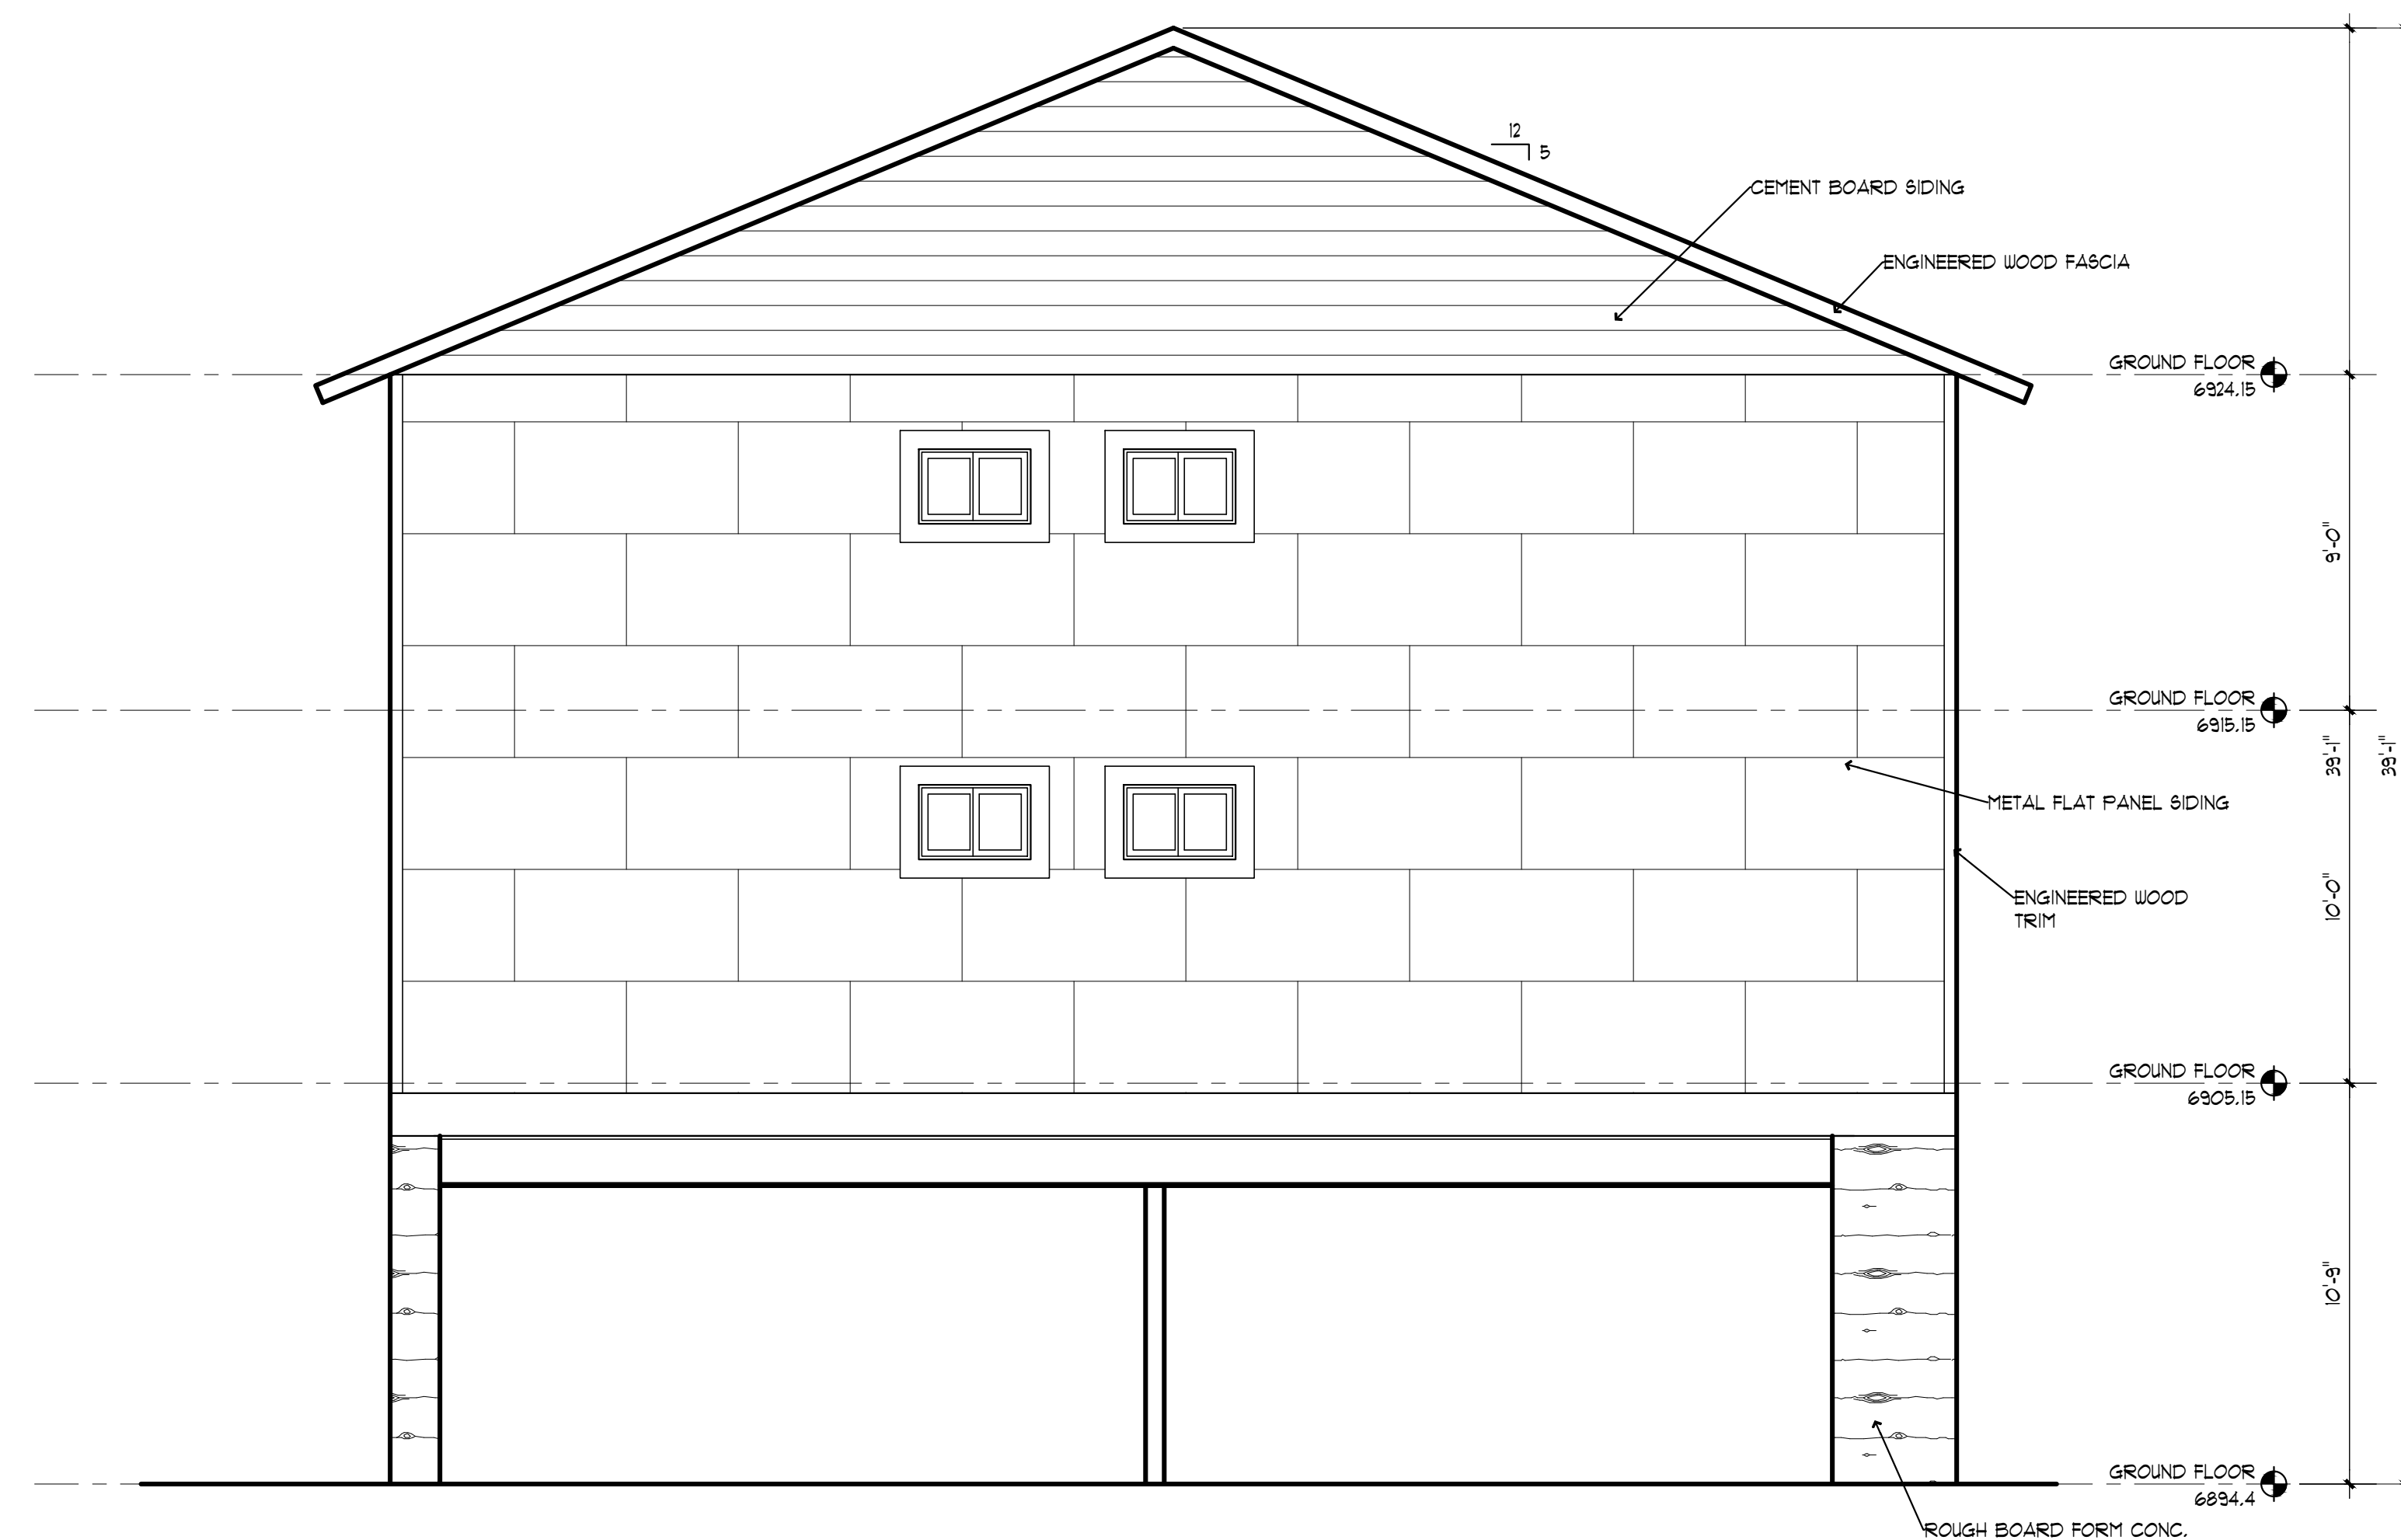 12
5
CEMENT BOARD SIDING
ENGINEERED WOOD FASCIA
GROUND FLOOR
6924.15
9'-0"
GROUND FLOOR
6915.15
39'-1"
39'-1"
METAL FLAT PANEL SIDING
ENGINEERED WOOD
TRIM
10'-0"
GROUND FLOOR
6905.15
10'-9"
GROUND FLOOR
6894.4
ROUGH BOARD FORM CONC.